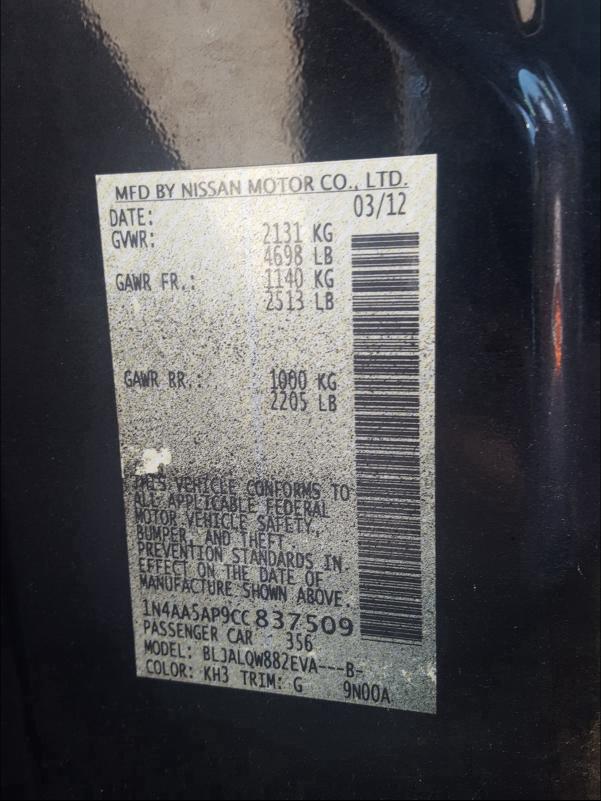 MFD BY NISSAN MOTOR CO., LTD.
DATE: 03/12
GVWR: 2131 KG
4698 LB
GAWR FR.: 1140 KG
2513 LB
GAWR RR.: 1000 KG
2205 LB
THIS VEHICLE CONFORMS TO
ALL APPLICABLE FEDERAL
MOTOR VEHICLE SAFETY,
BUMPER, AND THEFT
PREVENTION STANDARDS IN
EFFECT ON THE DATE OF
MANUFACTURE SHOWN ABOVE.
1N4AA5AP9CC837509
PASSENGER CAR 356
MODEL: BLJALQW882EVA---B-
COLOR: KH3 TRIM: G 9N00A